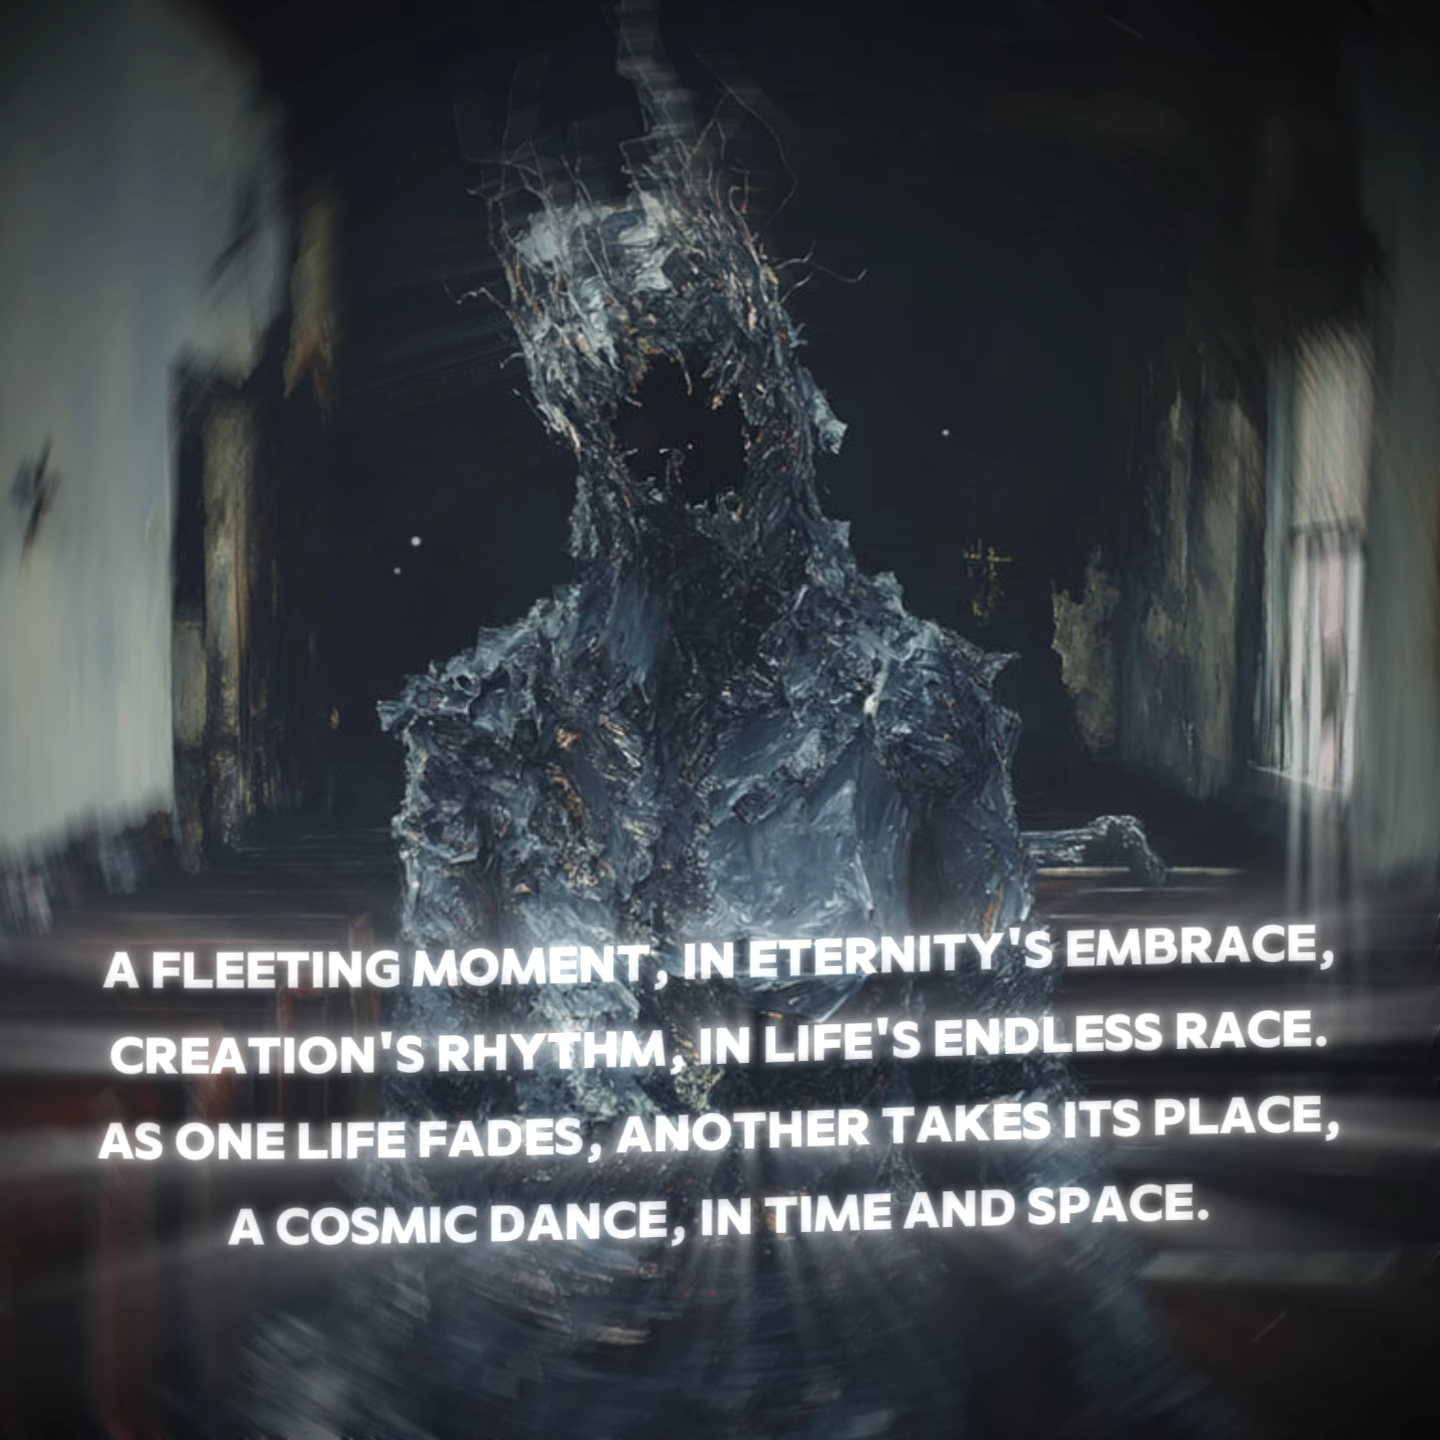 A FLEETING MOMENT, IN ETERNITY'S EMBRACE,
CREATION'S RHYTHM, IN LIFE'S ENDLESS RACE.
AS ONE LIFE FADES, ANOTHER TAKES ITS PLACE,
A COSMIC DANCE, IN TIME AND SPACE.